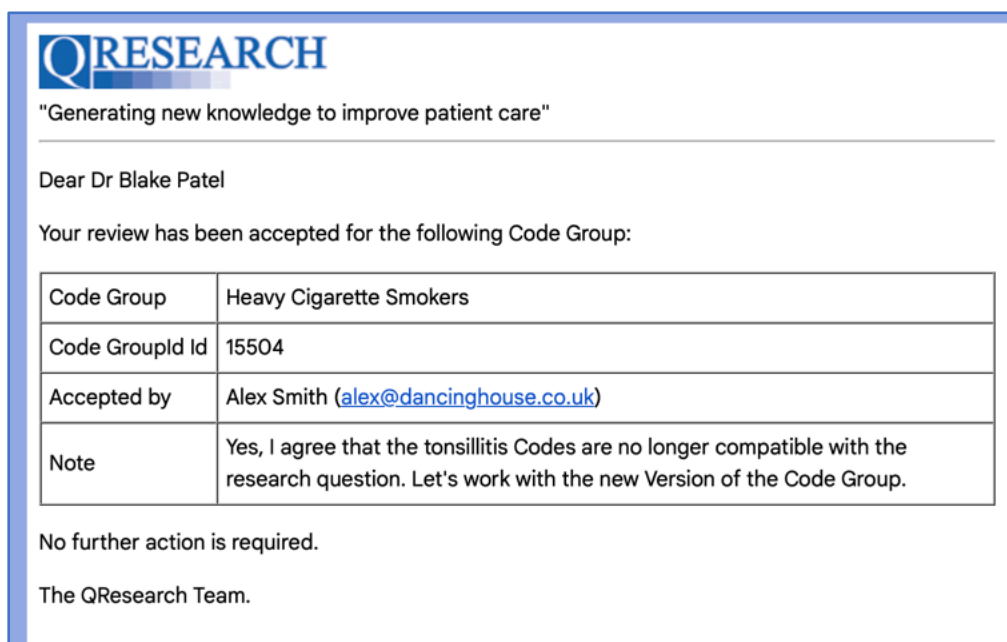 QRESEARCH
"Generating new knowledge to improve patient care"
Dear Dr Blake Patel
Your review has been accepted for the following Code Group:
Code Group Heavy Cigarette Smokers
Code GroupId Id 15504
Accepted by Alex Smith (alex@dancinghouse.co.uk)
Note Yes, I agree that the tonsillitis Codes are no longer compatible with the
research question. Let's work with the new Version of the Code Group.
No further action is required.
The QResearch Team.